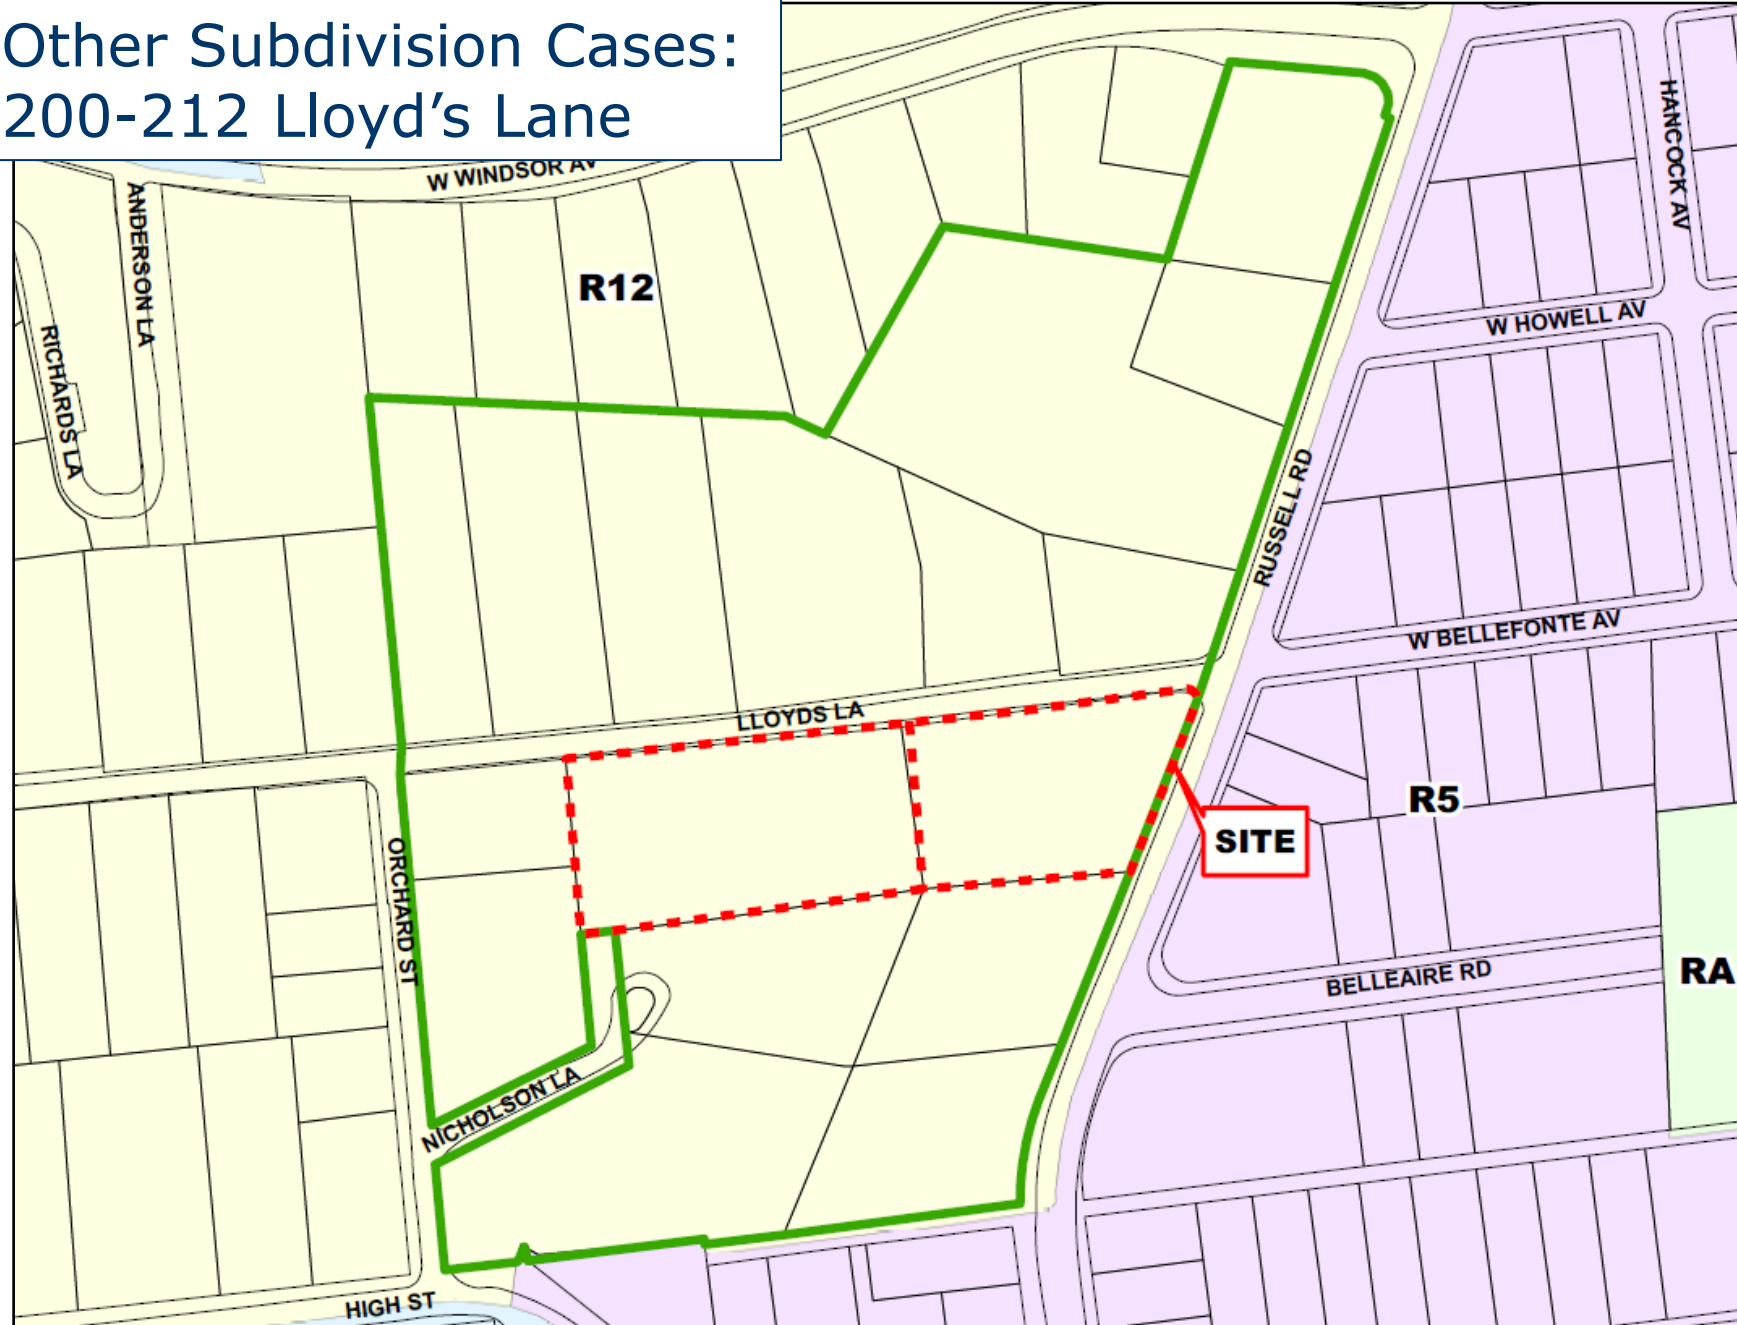 Other Subdivision Cases:
200-212 Lloyd's Lane
W WINDSOR AV
HANCOCK AV
ANDERSON LA
R12
W HOWELL AV
RICHARDS LA
RUSSELL RD
W BELLEFONTE AV
LLOYDS LA
R5
SITE
ORCHARD ST
RA
BELLEAIRE RD
NICHOLSON LA
HIGH ST